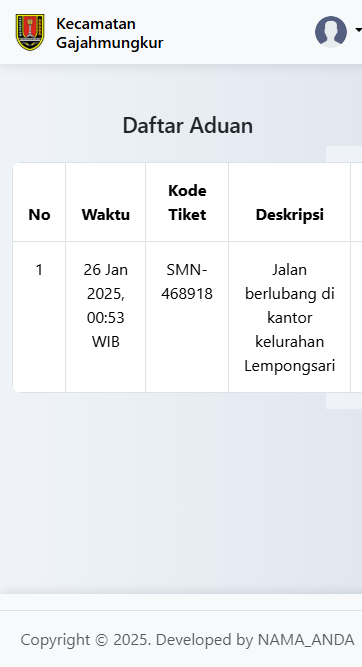 Kecamatan
Gajahmungkur
Daftar Aduan
No
Waktu
Kode
Tiket
Deskripsi
1
26 Jan
2025,
00:53
WIB
SMN-
468918
Jalan
berlubang di
kantor
kelurahan
Lempongsari
Copyright © 2025. Developed by NAMA_ANDA